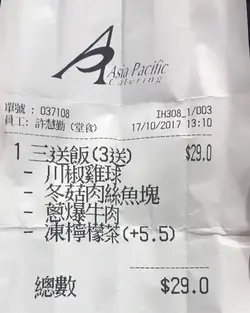 Asia Pacific
Catering
單號 : 037108 IH308_1/003
員工: 許慧勤 (堂食) 17/10/2017 13:10
1 三送飯(3送) $29.0
- 川椒雞球
- 冬菇肉絲魚塊
- 蔥爆牛肉
- 凍檸檬茶(+5.5)
總數 $29.0